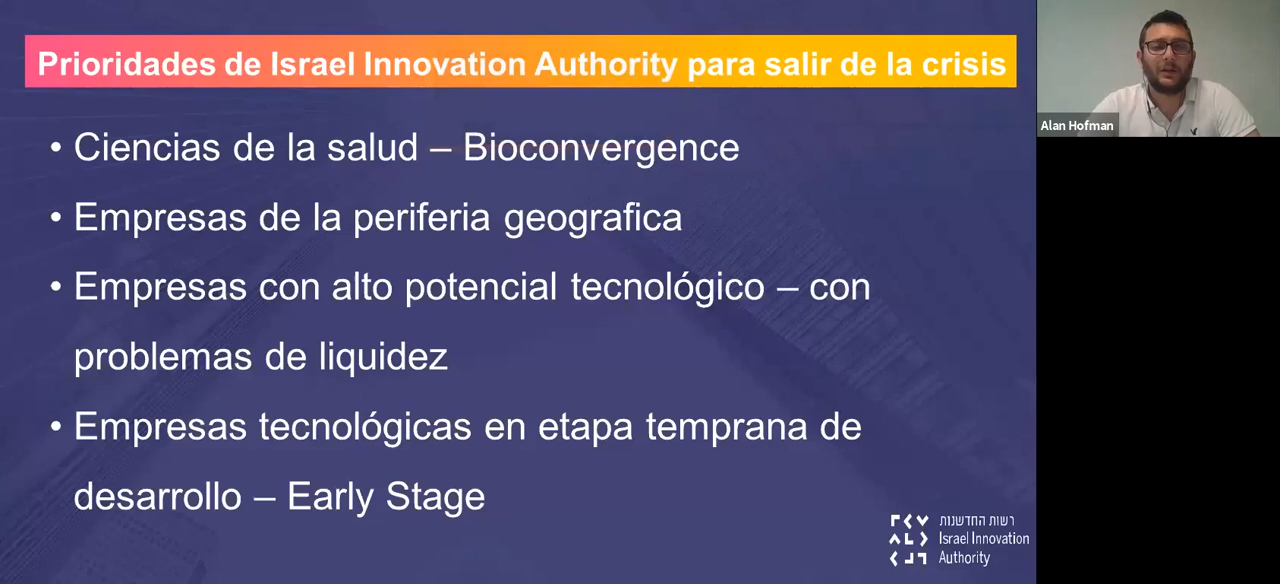 Prioridades de Israel Innovation Authority para salir de la crisis
• Ciencias de la salud – Bioconvergence
• Empresas de la periferia geografica
• Empresas con alto potencial tecnológico – con
problemas de liquidez
• Empresas tecnológicas en etapa temprana de
desarrollo – Early Stage
רשות החדשנות
Israel Innovation
Authority
Alan Hofman